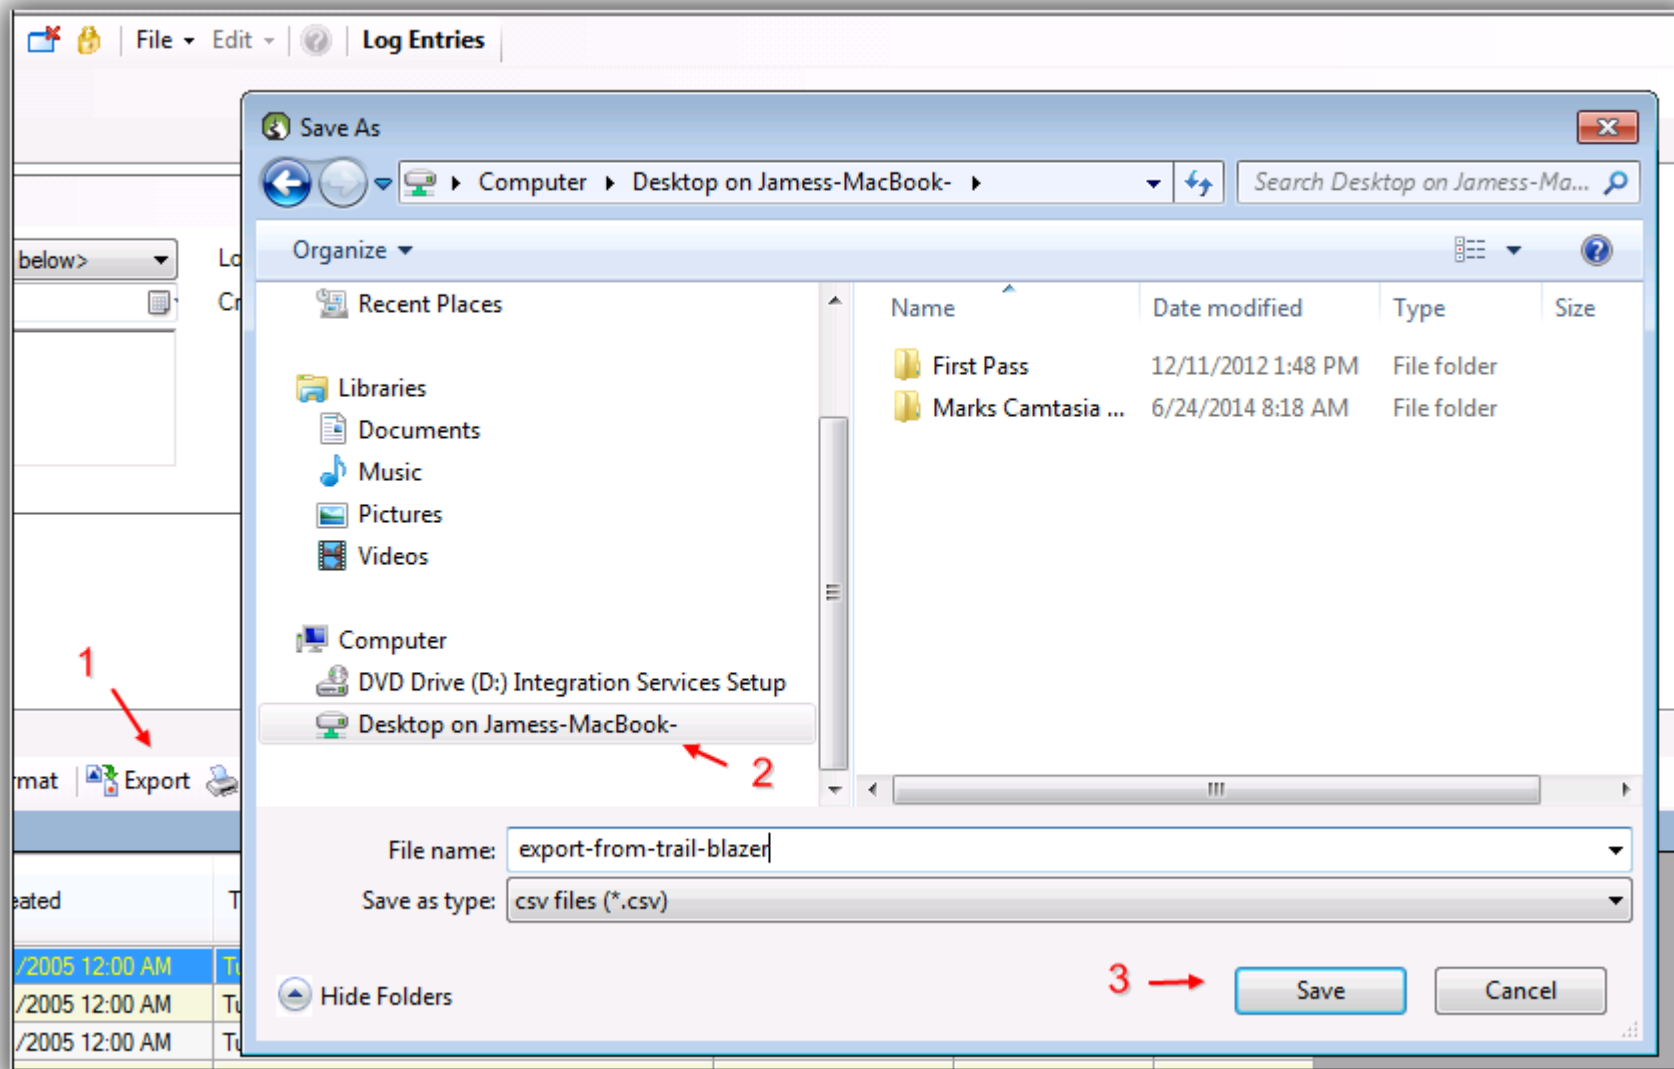 File Edit Log Entries
Save As
Computer Desktop on Jamess-MacBook-
Search Desktop on Jamess-Ma...
Organize
below>
Recent Places
Libraries
Documents
Music
Pictures
Videos
Computer
DVD Drive (D:) Integration Services Setup
Desktop on Jamess-MacBook-
Name Date modified Type Size
First Pass 12/11/2012 1:48 PM File folder
Marks Camtasia ... 6/24/2014 8:18 AM File folder
1
2
Export
File name: export-from-trail-blazer
Save as type: csv files (*.csv)
/2005 12:00 AM
/2005 12:00 AM
/2005 12:00 AM
Hide Folders
3
Save
Cancel